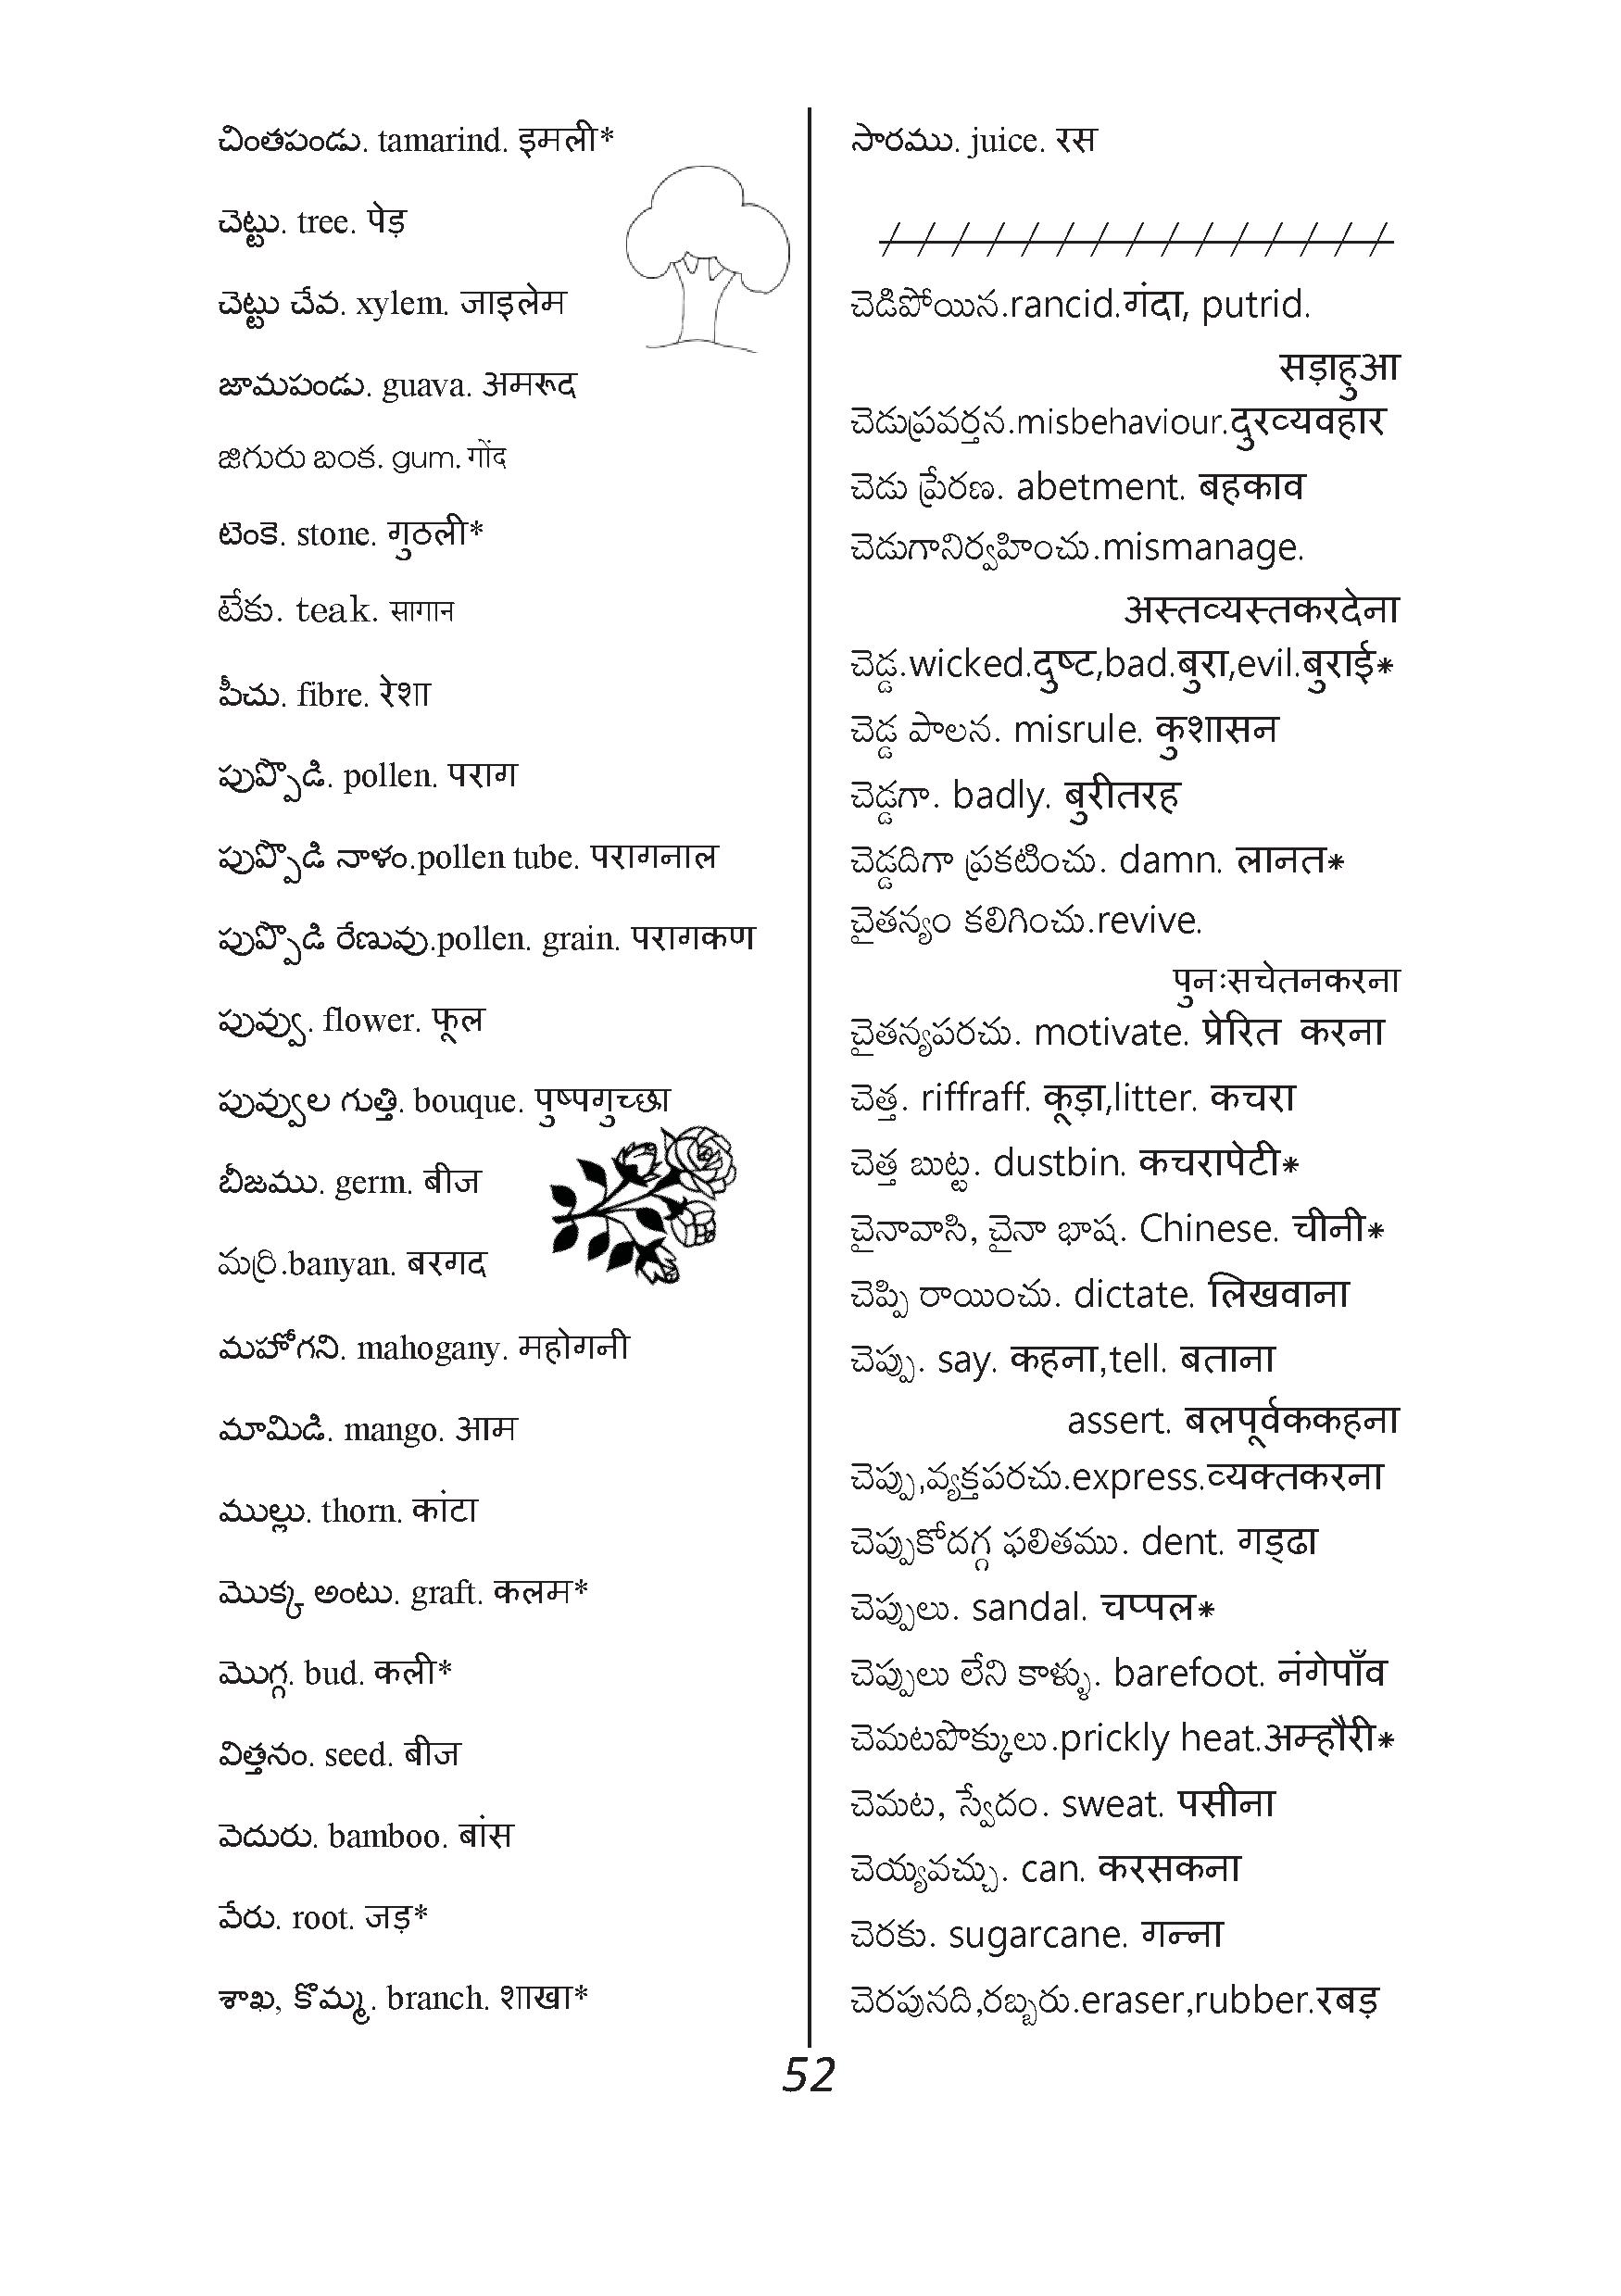 చింతపండు. tamarind. इमली*
చెట్టు. tree. पेड़
చెట్టు చేవ. xylem. जाइलेम
జామపండు. guava. अमरूद
జిగురు బంక. gum. गोंद
టెంకె. stone. गुठली*
టేకు. teak. सागान
పీచు. fibre. रेशा
పుప్పొడి. pollen. पराग
పుప్పొడి నాళం.pollen tube. परागनाल
పుప్పొడి రేణువు.pollen. grain. परागकण
పువ్వు. flower. फूल
పువ్వుల గుత్తి. bouque. पुष्पगुच्छा
బీజము. germ. बीज
మర్రి.banyan. बरगद
మహోగని. mahogany. महोगनी
మామిడి. mango. आम
ముల్లు. thorn. कांटा
మొక్క అంటు. graft. कलम*
మొగ్గ. bud. कली*
విత్తనం. seed. बीज
వెదురు. bamboo. बांस
వేరు. root. जड़*
శాఖ, కొమ్మ. branch. शाखा*
సారము. juice. रस
చెడిపోయిన.rancid.गंदा, putrid.
सड़ाहुआ
చెడుప్రవర్తన.misbehaviour.दुरव्यवहार
చెడు ప్రేరణ. abetment. बहकाव
చెడుగానిర్వహించు.mismanage.
अस्तव्यस्तकरदेना
చెడ్డ.wicked.दुष्ट,bad.बुरा,evil.बुराई*
చెడ్డ పాలన. misrule. कुशासन
చెడ్డగా. badly. बुरीतरह
చెడ్డదిగా ప్రకటించు. damn. लानत*
చైతన్యం కలిగించు.revive.
पुनःसचेतनकरना
చైతన్యపరచు. motivate. प्रेरित करना
చెత్త. riffraff. कूड़ा,litter. कचरा
చెత్త బుట్ట. dustbin. कचरापेटी*
చైనావాసి, చైనా భాష. Chinese. चीनी*
చెప్పి రాయించు. dictate. लिखवाना
చెప్పు. say. कहना,tell. बताना
assert. बलपूर्वककहना
చెప్పు,వ్యక్తపరచు.express.व्यक्तकरना
చెప్పుకోదగ్గ ఫలితము. dent. गड्ढा
చెప్పులు. sandal. चप्पल*
చెప్పులు లేని కాళ్ళు. barefoot. नंगेपाँव
చెమటపొక్కులు.prickly heat.अम्हौरी*
చెమట, స్వేదం. sweat. पसीना
చెయ్యవచ్చు. can. करसकना
చెరకు. sugarcane. गन्ना
చెరపునది,రబ్బరు.eraser,rubber.रबड़
52